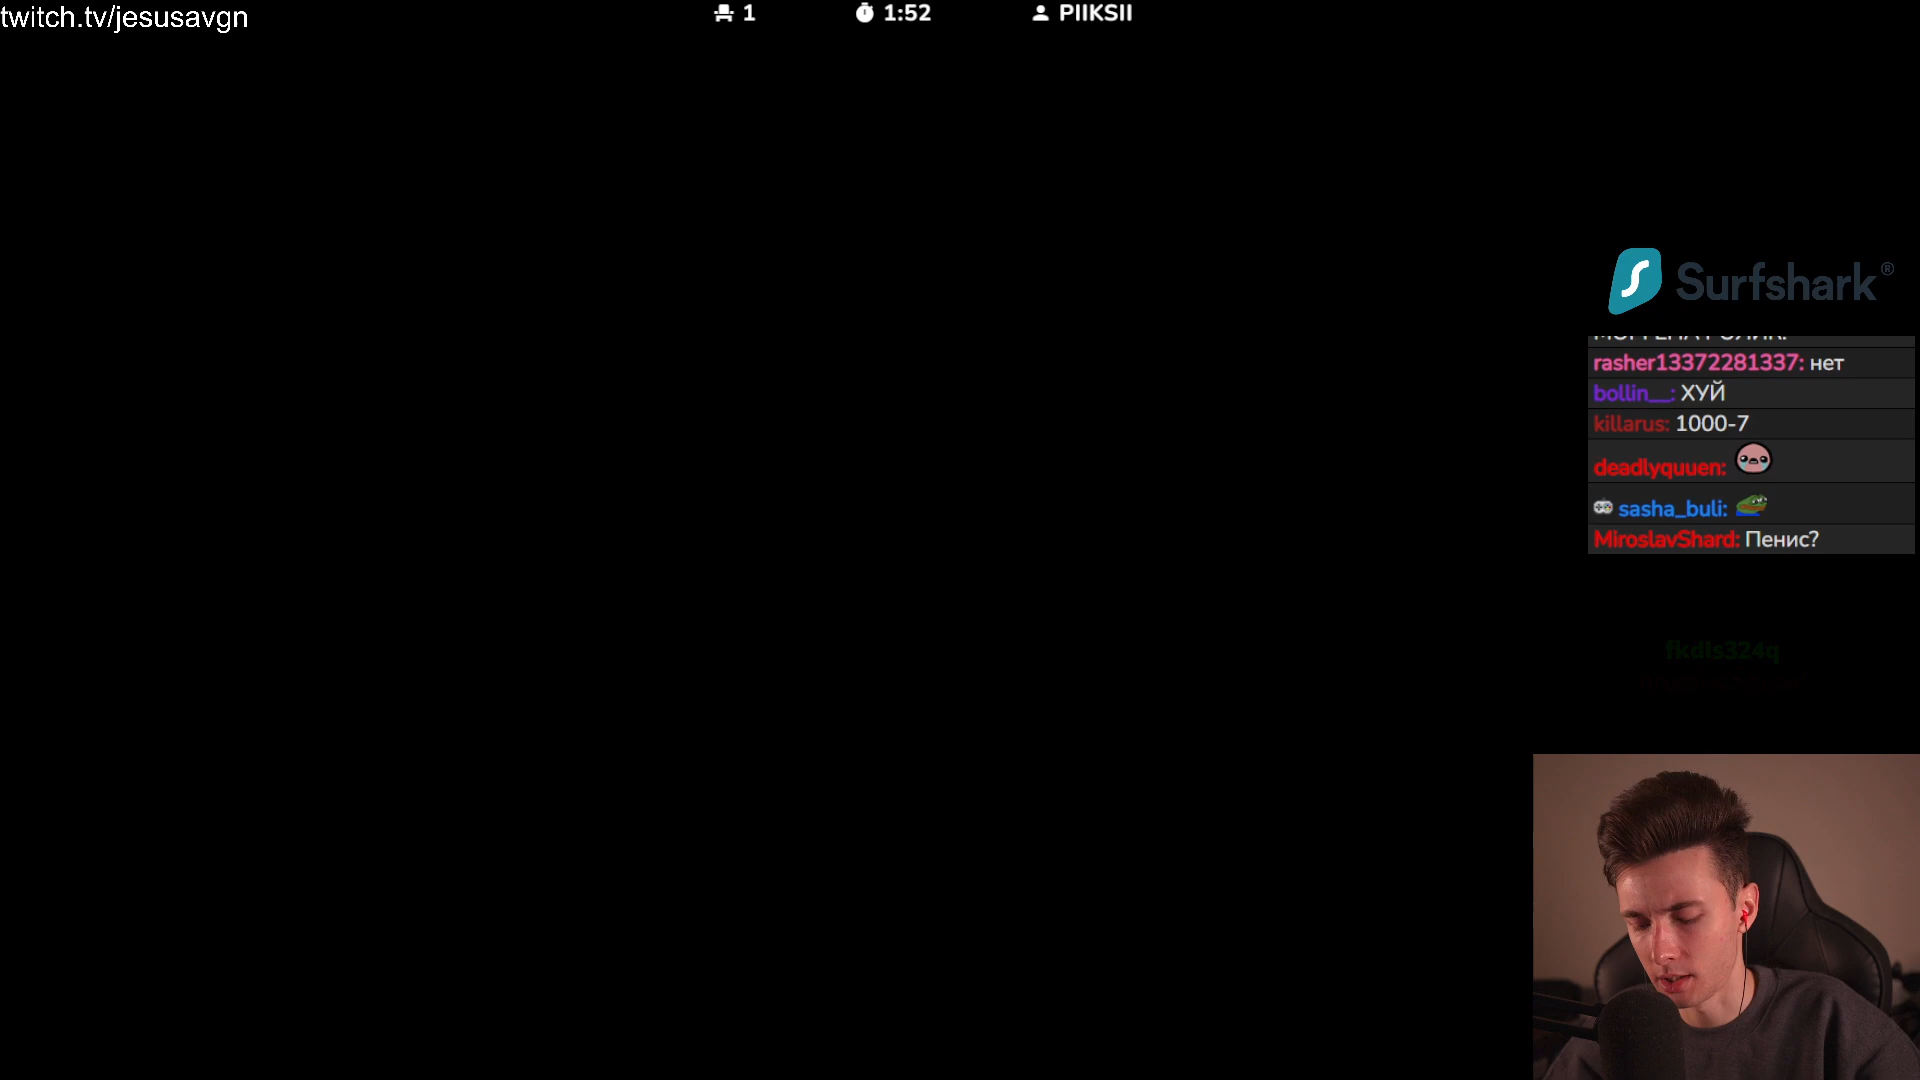 twitch.tv/jesusavgn
1
1:52
PIIKSII
Surfshark®
rasher13372281337: нет
bollin__: ХУЙ
killarus: 1000-7
deadlyquuen:
sasha_buli:
MiroslavShard: Пенис?
fkdls324q